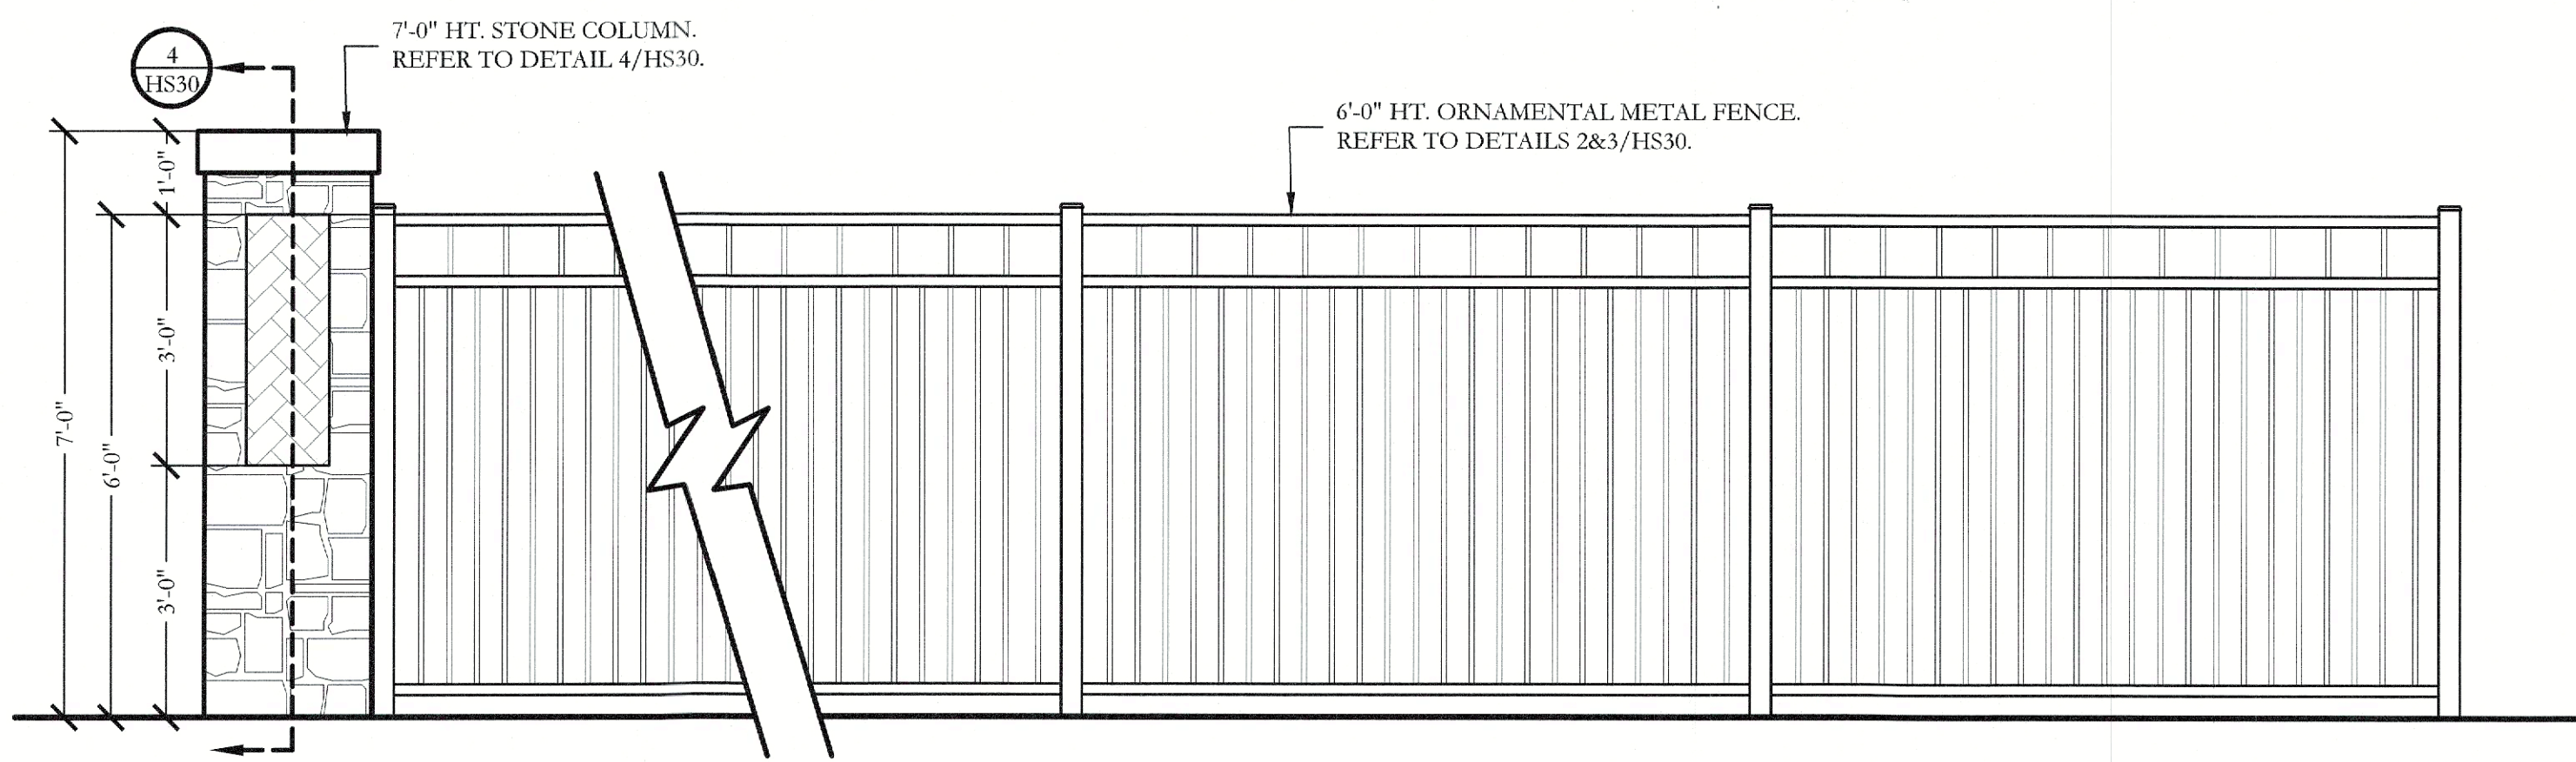 7'-0" HT. STONE COLUMN.
REFER TO DETAIL 4/HS30.
4
HS30
6'-0" HT. ORNAMENTAL METAL FENCE.
REFER TO DETAILS 2&3/HS30.
1'-0"
3'-0"
7'-0"
6'-0"
3'-0"